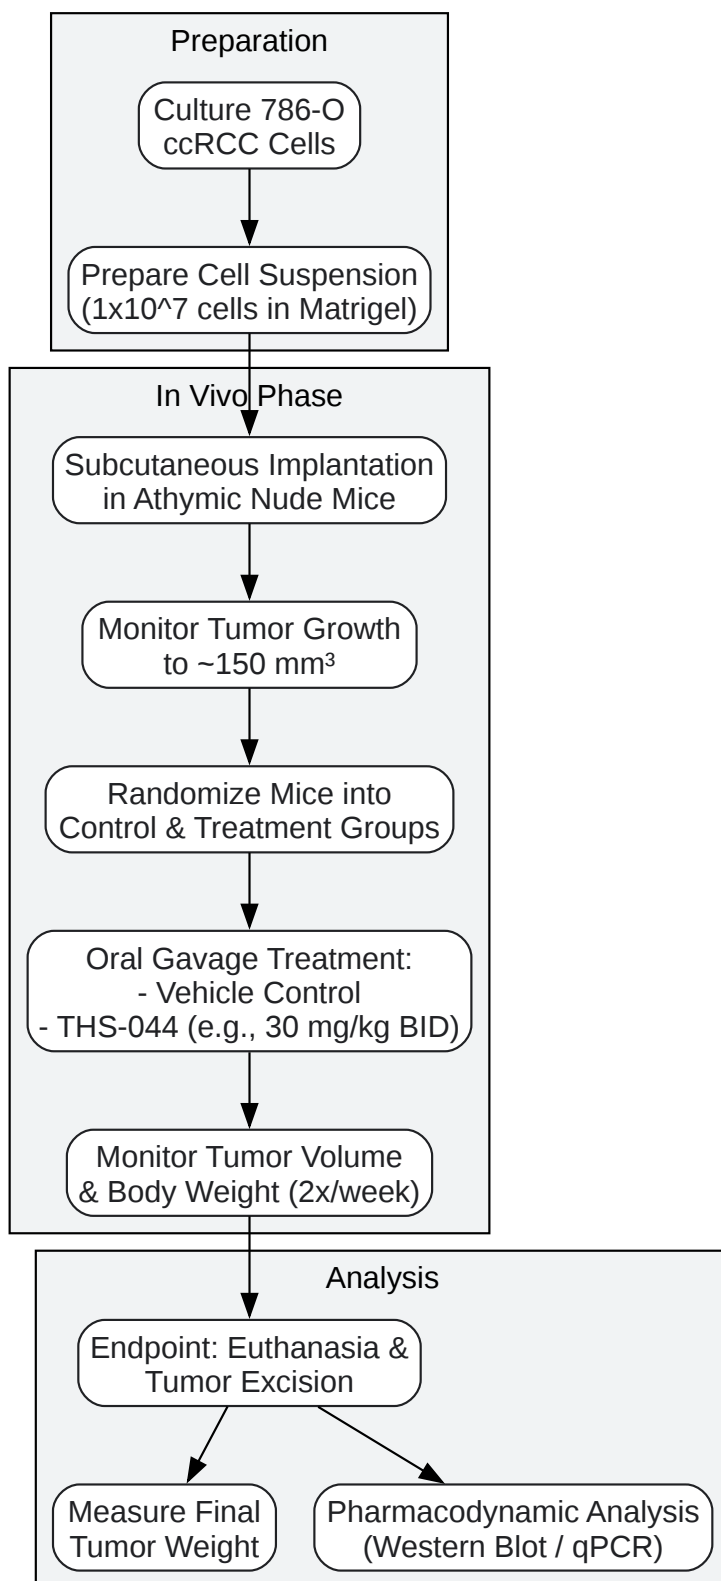 Preparation
Culture 786-O
ccRCC Cells
Prepare Cell Suspension
(1x10^7 cells in Matrigel)
In Vivo Phase
Subcutaneous Implantation
in Athymic Nude Mice
Monitor Tumor Growth
to ~150 mm³
Randomize Mice into
Control & Treatment Groups
Oral Gavage Treatment:
- Vehicle Control
- THS-044 (e.g., 30 mg/kg BID)
Monitor Tumor Volume
& Body Weight (2x/week)
Analysis
Endpoint: Euthanasia &
Tumor Excision
Measure Final
Tumor Weight
Pharmacodynamic Analysis
(Western Blot / qPCR)